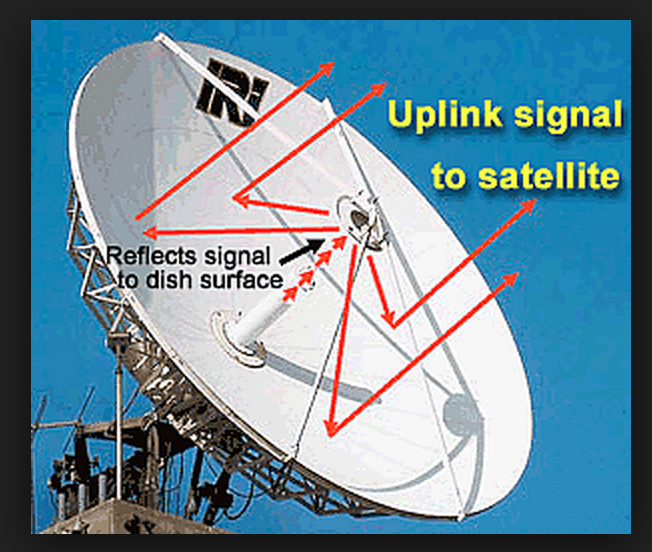 IRI
Uplink signal
to satellite
Reflects signal
to dish surface